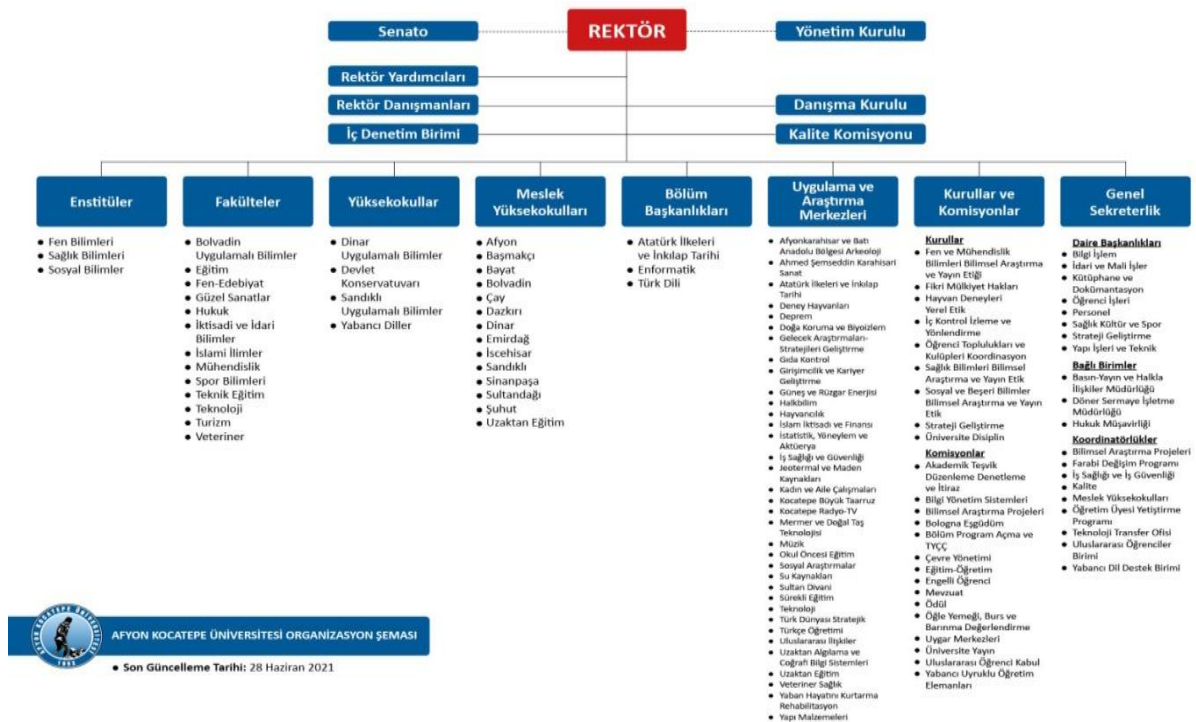 Senato
REKTÖR
Yönetim Kurulu
Rektör Yardımcıları
Rektör Danışmanları
Danışma Kurulu
İç Denetim Birimi
Kalite Komisyonu
Enstitüler
• Fen Bilimleri
• Sağlık Bilimleri
• Sosyal Bilimler
Fakülteler
• Bolvadin
Uygulamalı Bilimler
• Eğitim
• Fen-Edebiyat
• Güzel Sanatlar
• Hukuk
• İktisadi ve İdari
Bilimler
• İslami İlimler
• Mühendislik
• Spor Bilimleri
• Teknik Eğitim
• Teknoloji
• Turizm
• Veteriner
Yüksekokullar
• Dinar
Uygulamalı Bilimler
• Devlet
Konservatuvarı
• Sandıklı
Uygulamalı Bilimler
• Yabancı Diller
Meslek
Yüksekokulları
• Afyon
• Başmakçı
• Bayat
• Bolvadin
• Çay
• Dazkırı
• Dinar
• Emirdağ
• İscehisar
• Sandıklı
• Sinanpaşa
• Sultandağı
• Şuhut
• Uzaktan Eğitim
Bölüm
Başkanlıkları
• Atatürk İlkeleri
ve İnkılap Tarihi
• Enformatik
• Türk Dili
Uygulama ve
Araştırma
Merkezleri
• Afyonkarahisar ve Batı
Anadolu Bölgesi Arkeoloji
• Ahmed Şemseddin Karahisari
Sanat
• Atatürk İlkeleri ve İnkılap
Tarihi
• Deney Hayvanları
• Deprem
• Doğa Koruma ve Biyoizlem
• Gelecek Araştırmaları-
Stratejileri Geliştirme
• Gıda Kontrol
• Girişimcilik ve Kariyer
Geliştirme
• Güneş ve Rüzgar Enerjisi
• Halkbilim
• Hayvancılık
• İslam İktisadı ve Finansı
• İstatistik, Yöneylem ve
Aktüerya
• İş Sağlığı ve Güvenliği
• Jeotermal ve Maden
Kaynakları
• Kadın ve Aile Çalışmaları
• Kocatepe Büyük Taarruz
• Kocatepe Radyo-TV
• Mermer ve Doğal Taş
Teknolojisi
• Müzik
• Okul Öncesi Eğitim
• Sosyal Araştırmalar
• Su Kaynakları
• Sultan Divani
• Sürekli Eğitim
• Teknoloji
• Türk Dünyası Stratejik
• Türkçe Öğretimi
• Uluslararası İlişkiler
• Uzaktan Algılama ve
Coğrafi Bilgi Sistemleri
• Uzaktan Eğitim
• Veteriner Sağlık
• Yaban Hayatını Kurtarma
Rehabilitasyon
• Yapı Malzemeleri
Kurullar ve
Komisyonlar
Kurullar
• Fen ve Mühendislik
Bilimleri Bilimsel Araştırma
ve Yayın Etiği
• Fikri Mülkiyet Hakları
• Hayvan Deneyleri
Yerel Etik
• İç Kontrol İzleme ve
Yönlendirme
• Öğrenci Toplulukları ve
Kulüpleri Koordinasyon
• Sağlık Bilimleri Bilimsel
Araştırma ve Yayın Etik
• Sosyal ve Beşeri Bilimler
Bilimsel Araştırma ve Yayın
Etik
• Strateji Geliştirme
• Üniversite Disiplin
Komisyonlar
• Akademik Teşvik
Düzenleme Denetleme
ve İtiraz
• Bilgi Yönetim Sistemleri
• Bilimsel Araştırma Projeleri
• Bologna Eşgüdüm
• Bölüm Program Açma ve
TYÇÇ
• Çevre Yönetimi
• Eğitim-Öğretim
• Engelli Öğrenci
• Mevzuat
• Ödül
• Öğle Yemeği, Burs ve
Barınma Değerlendirme
• Uygar Merkezleri
• Üniversite Yayın
• Uluslararası Öğrenci Kabul
• Yabancı Uyruklu Öğretim
Elemanları
Genel
Sekreterlik
Daire Başkanlıkları
• Bilgi İşlem
• İdari ve Mali İşler
• Kütüphane ve
Dokümantasyon
• Öğrenci İşleri
• Personel
• Sağlık Kültür ve Spor
• Strateji Geliştirme
• Yapı İşleri ve Teknik
Bağlı Birimler
• Basın-Yayın ve Halkla
İlişkiler Müdürlüğü
• Döner Sermaye İşletme
Müdürlüğü
• Hukuk Müşavirliği
Koordinatörlükler
• Bilimsel Araştırma Projeleri
• Farabi Değişim Programı
• İş Sağlığı ve İş Güvenliği
• Kalite
• Meslek Yüksekokulları
• Öğretim Üyesi Yetiştirme
Programı
• Teknoloji Transfer Ofisi
• Uluslararası Öğrenciler
Birimi
• Yabancı Dil Destek Birimi
AFYON KOCATEPE ÜNİVERSİTESİ
1992
AFYON KOCATEPE ÜNİVERSİTESİ ORGANİZASYON ŞEMASI
• Son Güncelleme Tarihi: 28 Haziran 2021